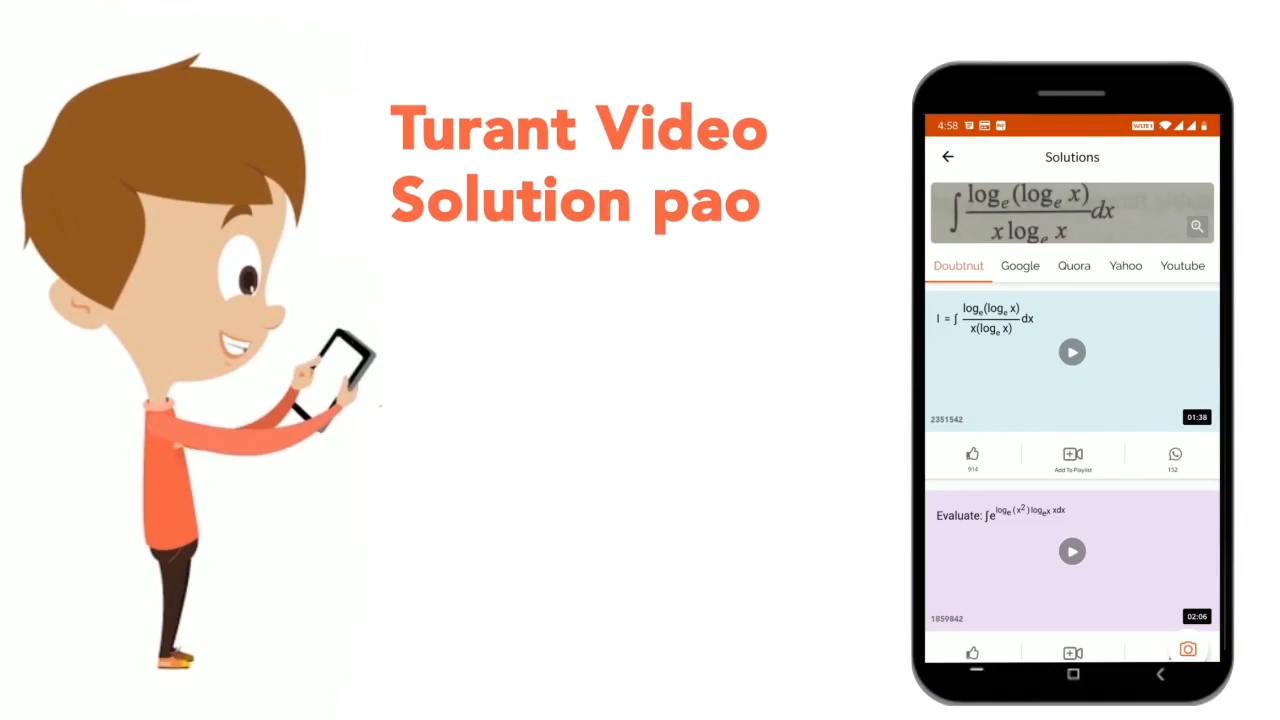 Turant Video
Solution pao
4:58
VoLTE1
Solutions
∫ logₑ(logₑ x) / x logₑ x dx
Doubtnut Google Quora Yahoo Youtube
I = ∫ logₑ(logₑ x) / x(logₑ x) dx
2351542 01:38
914 Add To Playlist 152
Evaluate: ∫e^logₑ(x²)logₑx xdx
1859842 02:06